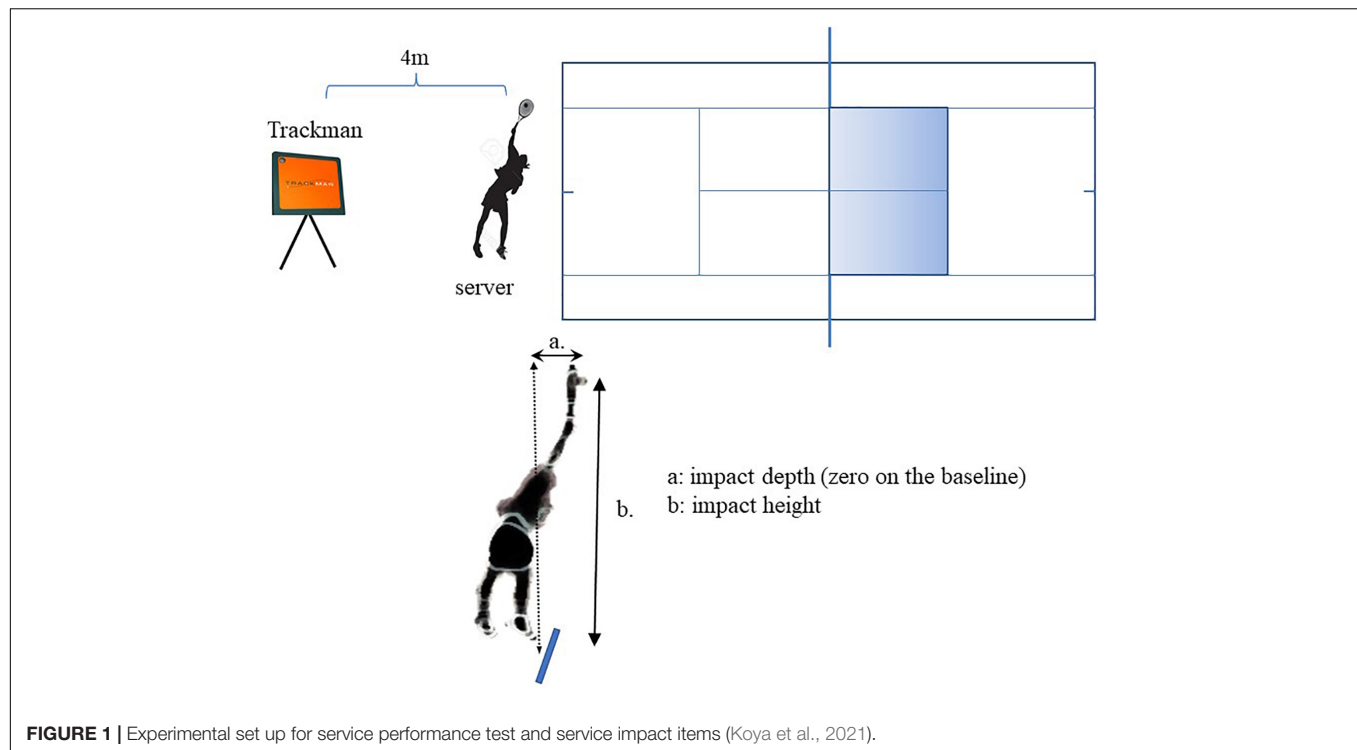 4m
Trackman
TRACKMAN
server
a.
b.
a: impact depth (zero on the baseline)
b: impact height
FIGURE 1 | Experimental set up for service performance test and service impact items (Koya et al., 2021).